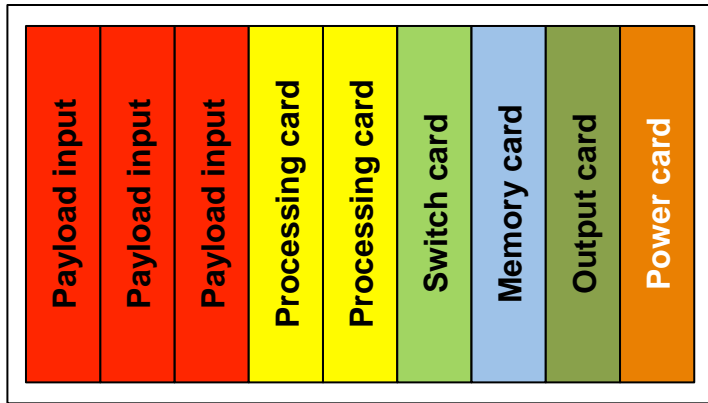 Payload input
Payload input
Payload input
Processing card
Processing card
Switch card
Memory card
Output card
Power card